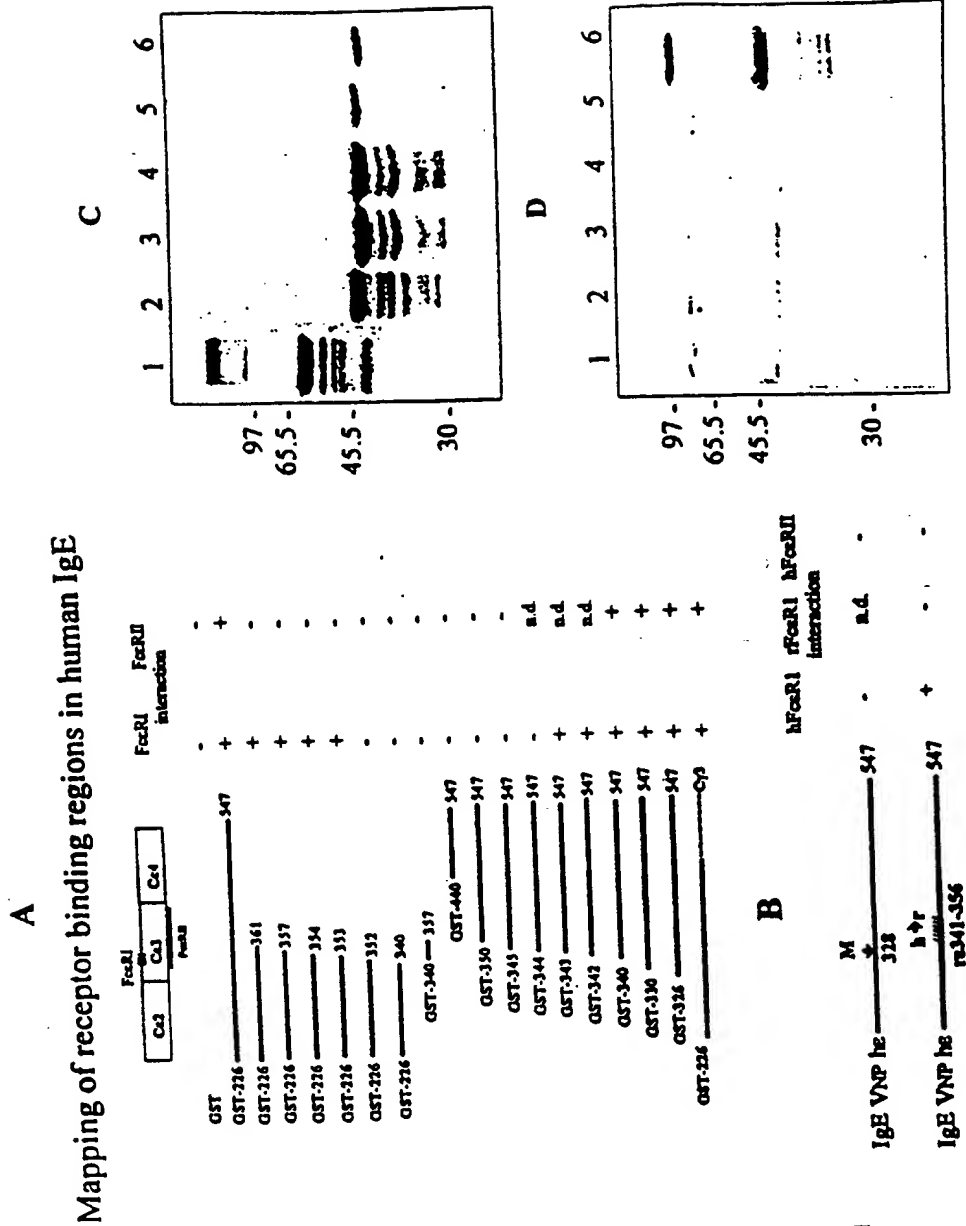 A
Mapping of receptor binding regions in human IgE
FcεRI
Cε2 Cε3 Cε4
FcεRII
FcεRI FcεRII
interaction
GST - -
GST-226 547 + +
GST-226 361 + -
GST-226 357 + -
GST-226 354 + -
GST-226 353 + -
GST-226 352 - -
GST-226 340 - -
GST-340 357 - -
GST-440 547 - -
GST-350 547 - -
GST-345 547 - -
GST-344 547 - n.d.
GST-343 547 + n.d.
GST-342 547 + n.d.
GST-340 547 + +
GST-330 547 + +
GST-326 547 + +
GST-226 Cγ3 + +
B
hFcεRI rFcεRI hFcεRII
interaction
M
IgE VNP hε 547 - n.d. -
328
h+r
IgE VNP hε 547 + - -
rε341-356
C
1 2 3 4 5 6
97 -
65.5 -
45.5 -
30 -
D
1 2 3 4 5 6
97 -
65.5 -
45.5 -
30 -